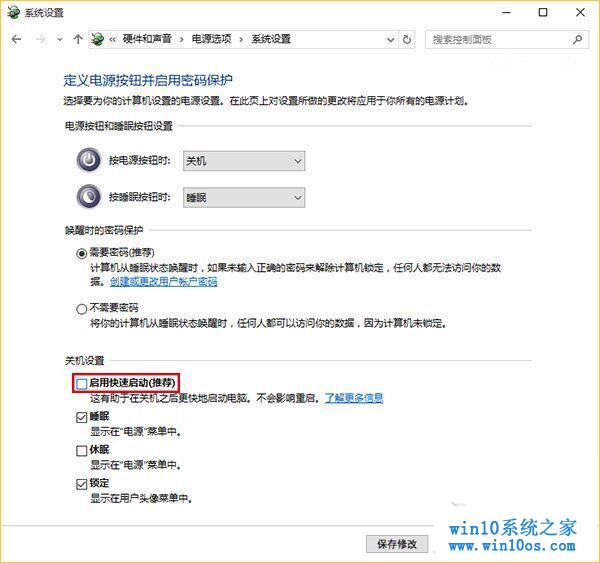 系统设置
« 硬件和声音 › 电源选项 › 系统设置
搜索控制面板
定义电源按钮并启用密码保护
选择要为你的计算机设置的电源设置。在此页上对设置所做的更改将应用于你所有的电源计划。
电源按钮和睡眠按钮设置
按电源按钮时: 关机
按睡眠按钮时: 睡眠
唤醒时的密码保护
需要密码(推荐)
计算机从睡眠状态唤醒时，如果未输入正确的密码来解除计算机锁定，任何人都无法访问你的数
据。创建或更改用户帐户密码
不需要密码
将你的计算机从睡眠状态唤醒时，任何人都可以访问你的数据，因为计算机未锁定。
关机设置
启用快速启动(推荐)
这有助于在关机之后更快地启动电脑。不会影响重启。了解更多信息
睡眠
显示在"电源"菜单中。
休眠
显示在"电源"菜单中。
锁定
显示在用户头像菜单中。
保存修改
win10系统之家
www.win10os.com